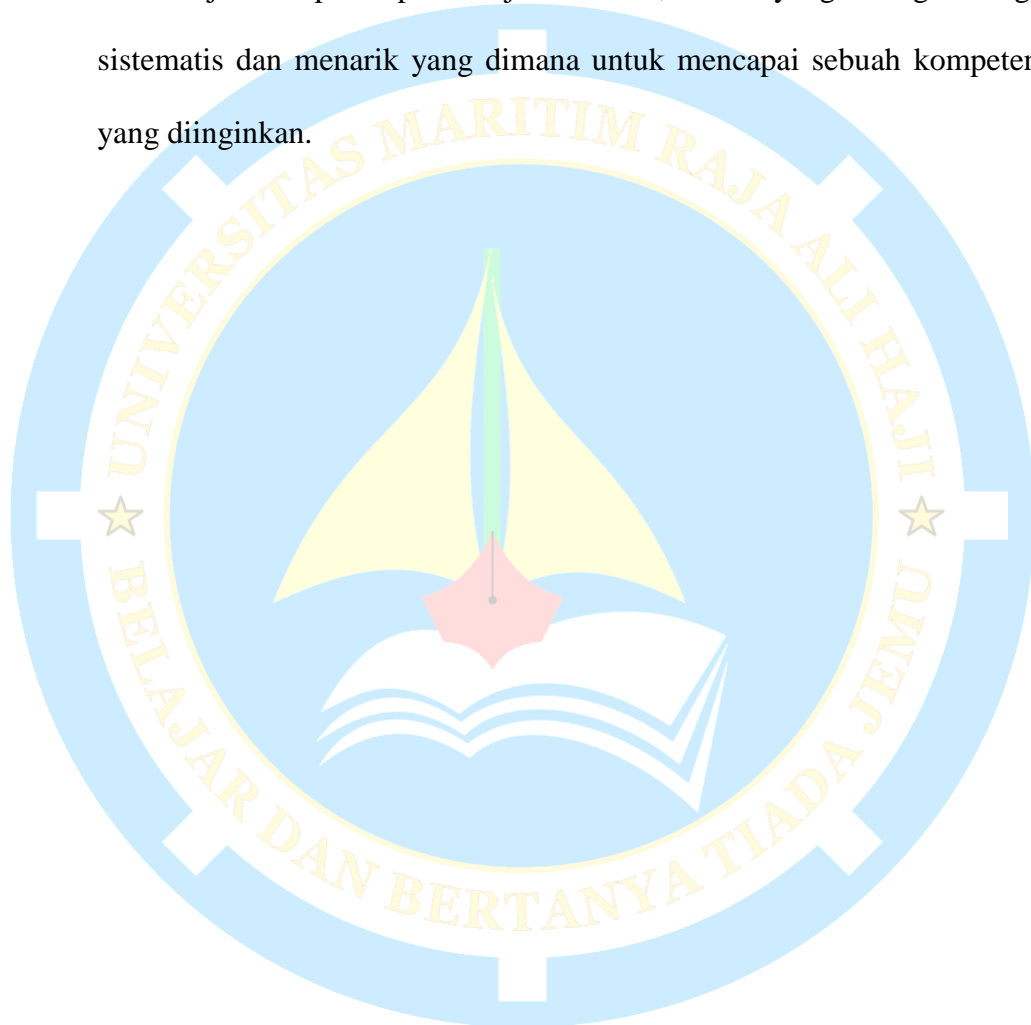 sistematis dan menarik yang dimana untuk mencapai sebuah
yang diinginkan.
UNIVERSITAS MARITIM RAJA ALI HAJI
BELAJAR DAN BERTANYA TIADA JEMU